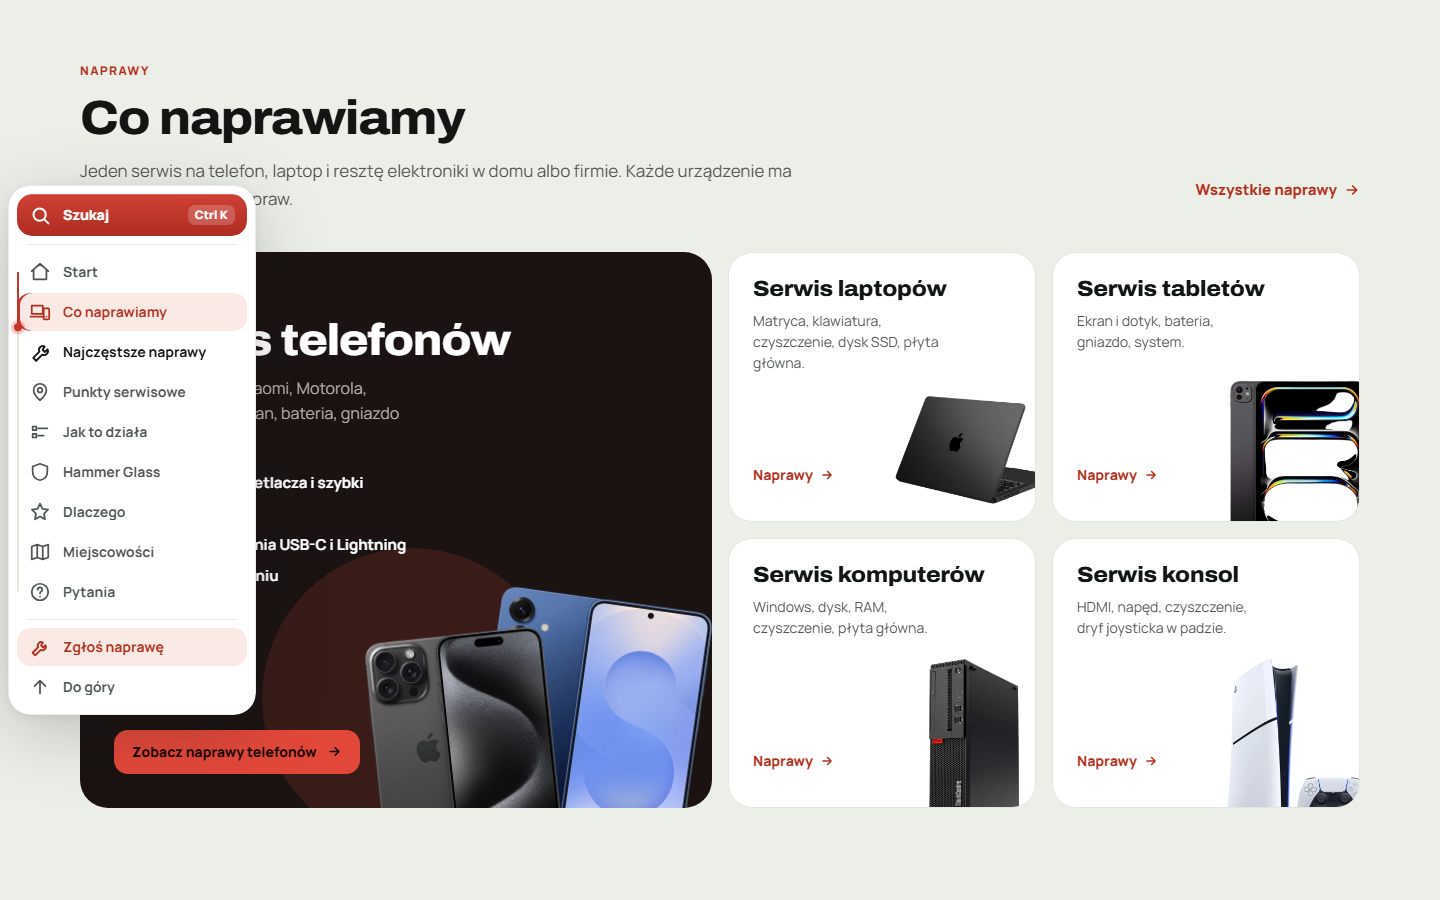 NAPRAWY
Co naprawiamy
Jeden serwis na telefon, laptop i resztę elektroniki w domu albo firmie. Każde urządzenie ma
praw.
Wszystkie naprawy
Szukaj
Ctrl K
Start
Co naprawiamy
Najczęstsze naprawy
Punkty serwisowe
Jak to działa
Hammer Glass
Dlaczego
Miejscowości
Pytania
Zgłoś naprawę
Do góry
s telefonów
aomi, Motorola,
an, bateria, gniazdo
etlacza i szybki
nia USB-C i Lightning
niu
Zobacz naprawy telefonów
Serwis laptopów
Matryca, klawiatura,
czyszczenie, dysk SSD, płyta
główna.
Naprawy
Serwis tabletów
Ekran i dotyk, bateria,
gniazdo, system.
Naprawy
Serwis komputerów
Windows, dysk, RAM,
czyszczenie, płyta główna.
Naprawy
Serwis konsol
HDMI, napęd, czyszczenie,
dryf joysticka w padzie.
Naprawy